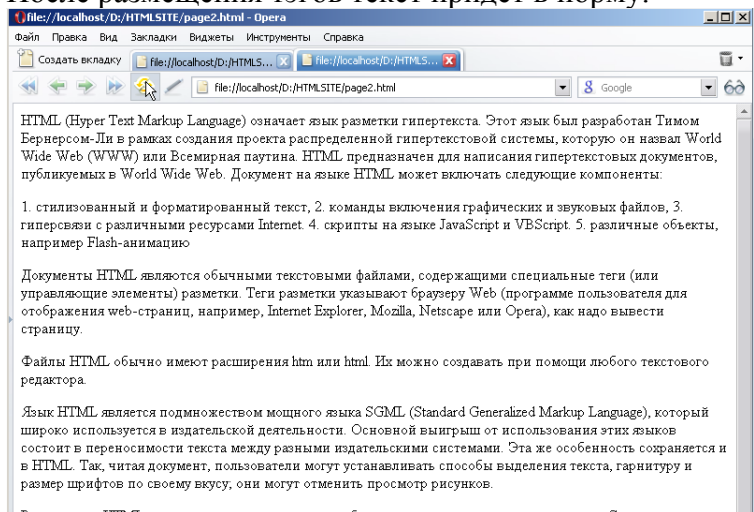 После размещения тэгов текст придет в норму.
file://localhost/D:/HTMLSITE/page2.html - Opera
Файл Правка Вид Закладки Виджеты Инструменты Справка
Создать вкладку file://localhost/D:/HTMLS... file://localhost/D:/HTMLS...
file://localhost/D:/HTMLSITE/page2.html Google
HTML (Hyper Text Markup Language) означает язык разметки гипертекста. Этот язык был разработан Тимом
Бернерсом-Ли в рамках создания проекта распределенной гипертекстовой системы, которую он назвал World
Wide Web (WWW) или Всемирная паутина. HTML предназначен для написания гипертекстовых документов,
публикуемых в World Wide Web. Документ на языке HTML может включать следующие компоненты:
1. стилизованный и форматированный текст, 2. команды включения графических и звуковых файлов, 3.
гиперсвязи с различными ресурсами Internet. 4. скрипты на языке JavaScript и VBScript. 5. различные объекты,
например Flash-анимацию
Документы HTML являются обычными текстовыми файлами, содержащими специальные теги (или
управляющие элементы) разметки. Теги разметки указывают браузеру Web (программе пользователя для
отображения web-страниц, например, Internet Explorer, Mozilla, Netscape или Opera), как надо вывести
страницу.
Файлы HTML обычно имеют расширения htm или html. Их можно создавать при помощи любого текстового
редактора.
Язык HTML является подмножеством мощного языка SGML (Standard Generalized Markup Language), который
широко используется в издательской деятельности. Основной выигрыш от использования этих языков
состоит в переносимости текста между разными издательскими системами. Эта же особенность сохраняется и
в HTML. Так, читая документ, пользователи могут устанавливать способы выделения текста, гарнитуру и
размер шрифтов по своему вкусу; они могут отменить просмотр рисунков.